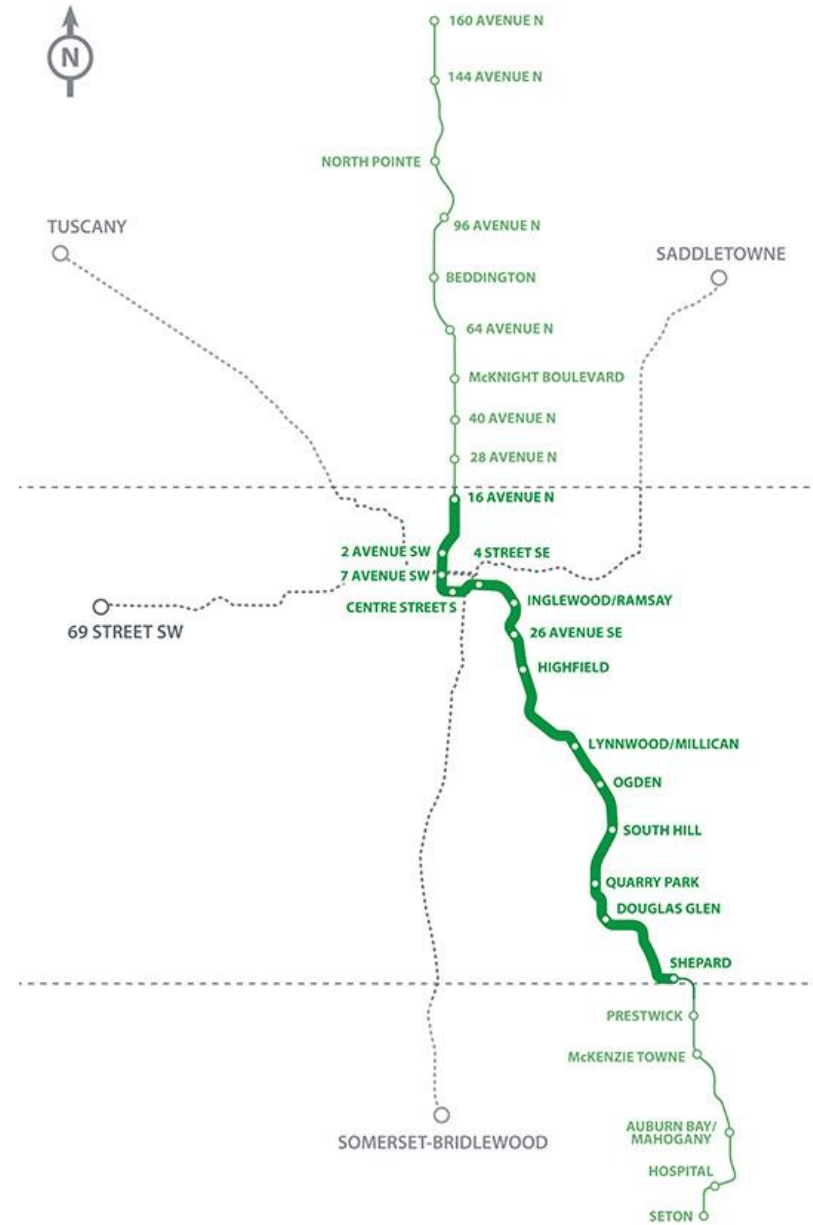 N
160 AVENUE N
144 AVENUE N
NORTH POINTE
96 AVENUE N
TUSCANY
SADDLETOWNE
BEDDINGTON
64 AVENUE N
McKNIGHT BOULEVARD
40 AVENUE N
28 AVENUE N
16 AVENUE N
2 AVENUE SW
4 STREET SE
7 AVENUE SW
CENTRE STREET S
INGLEWOOD/RAMSAY
69 STREET SW
26 AVENUE SE
HIGHFIELD
LYNNWOOD/MILLICAN
OGDEN
SOUTH HILL
QUARRY PARK
DOUGLAS GLEN
SHEPARD
PRESTWICK
McKENZIE TOWNE
AUBURN BAY/
MAHOGANY
SOMERSET-BRIDLEWOOD
HOSPITAL
SETON